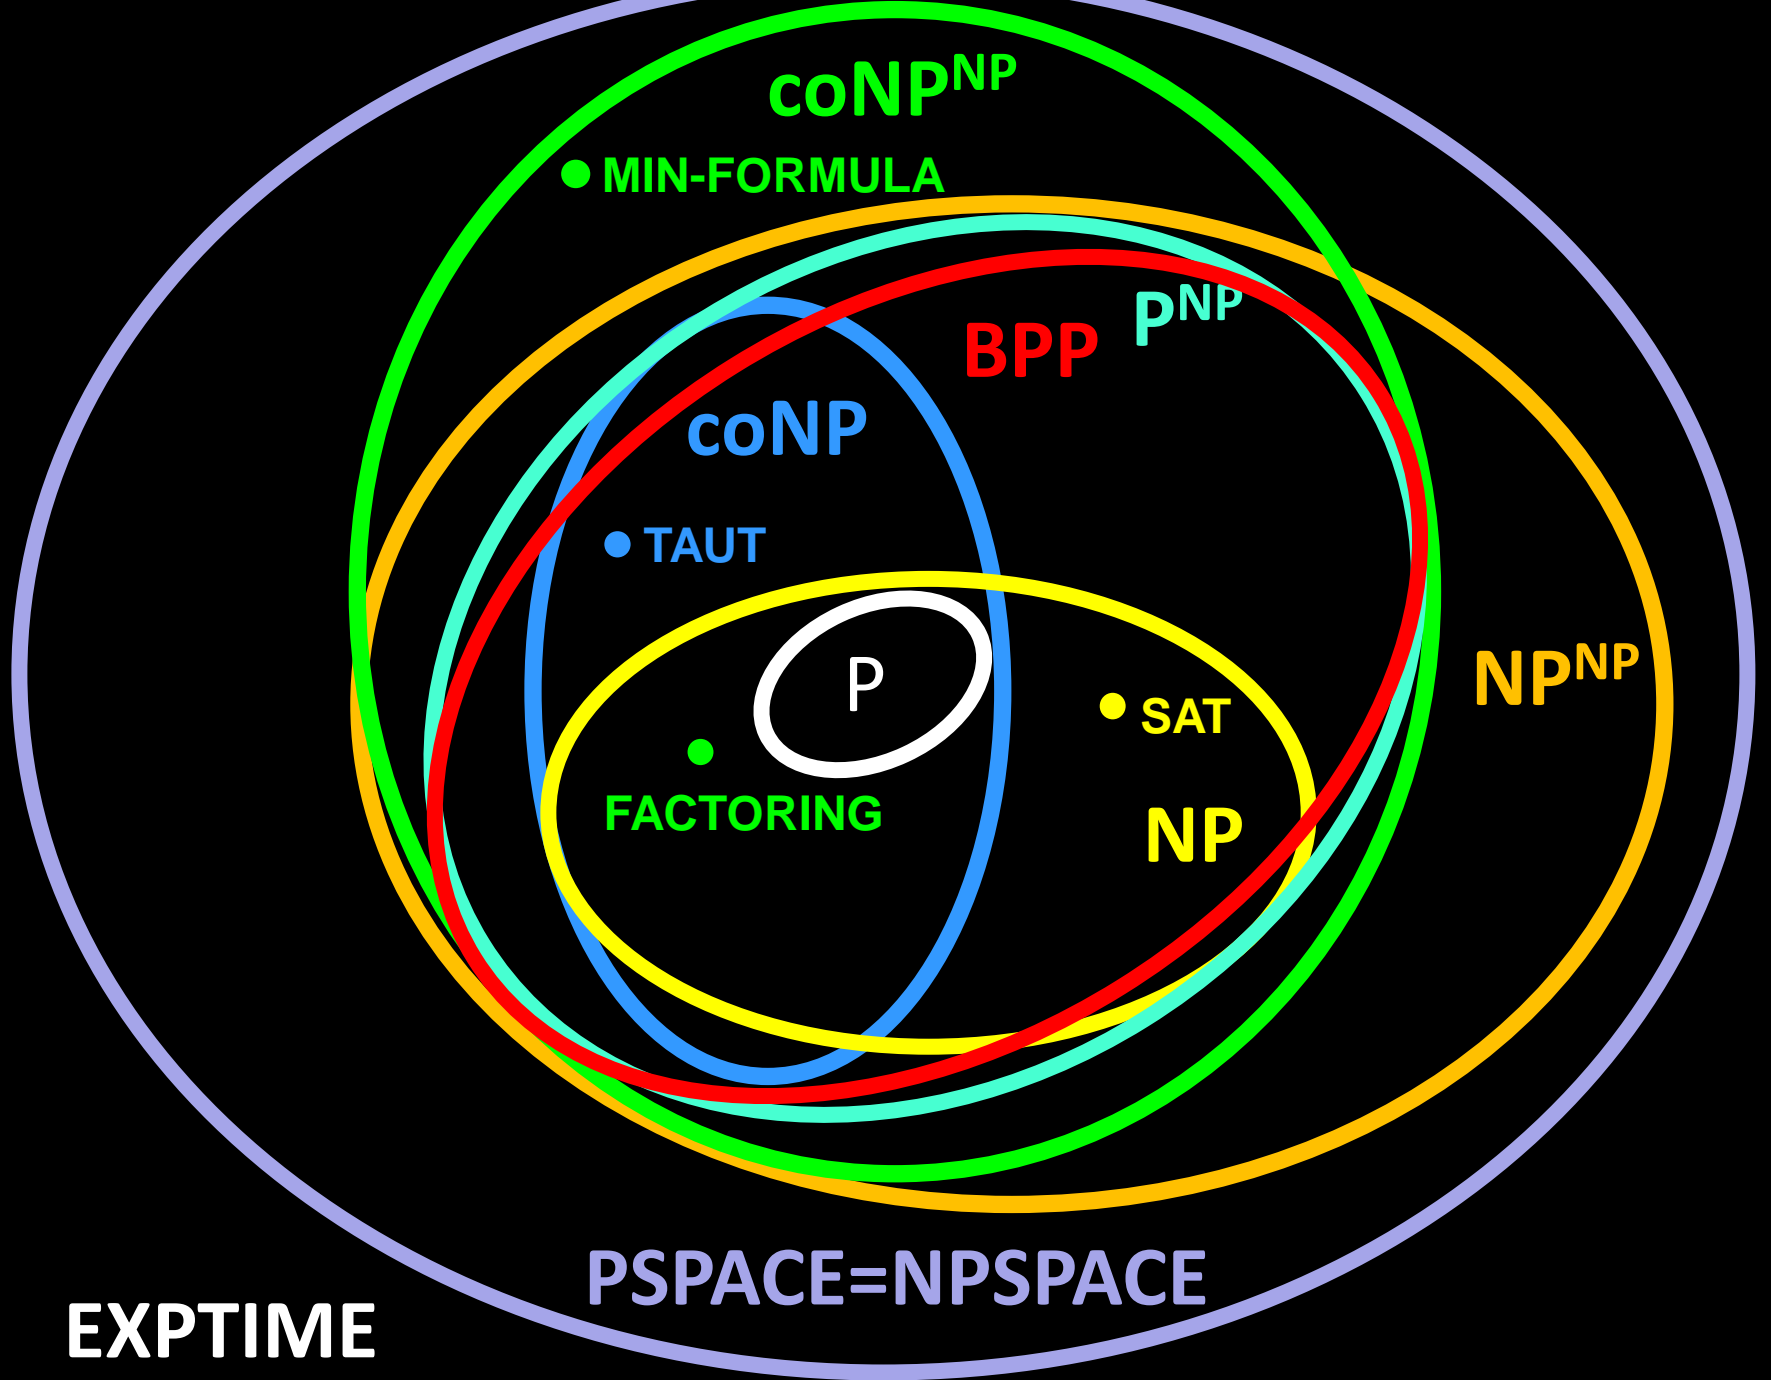 coNP^NP
MIN-FORMULA
P^NP
BPP
coNP
TAUT
P
SAT
NP^NP
FACTORING
NP
PSPACE=NPSPACE
EXPTIME